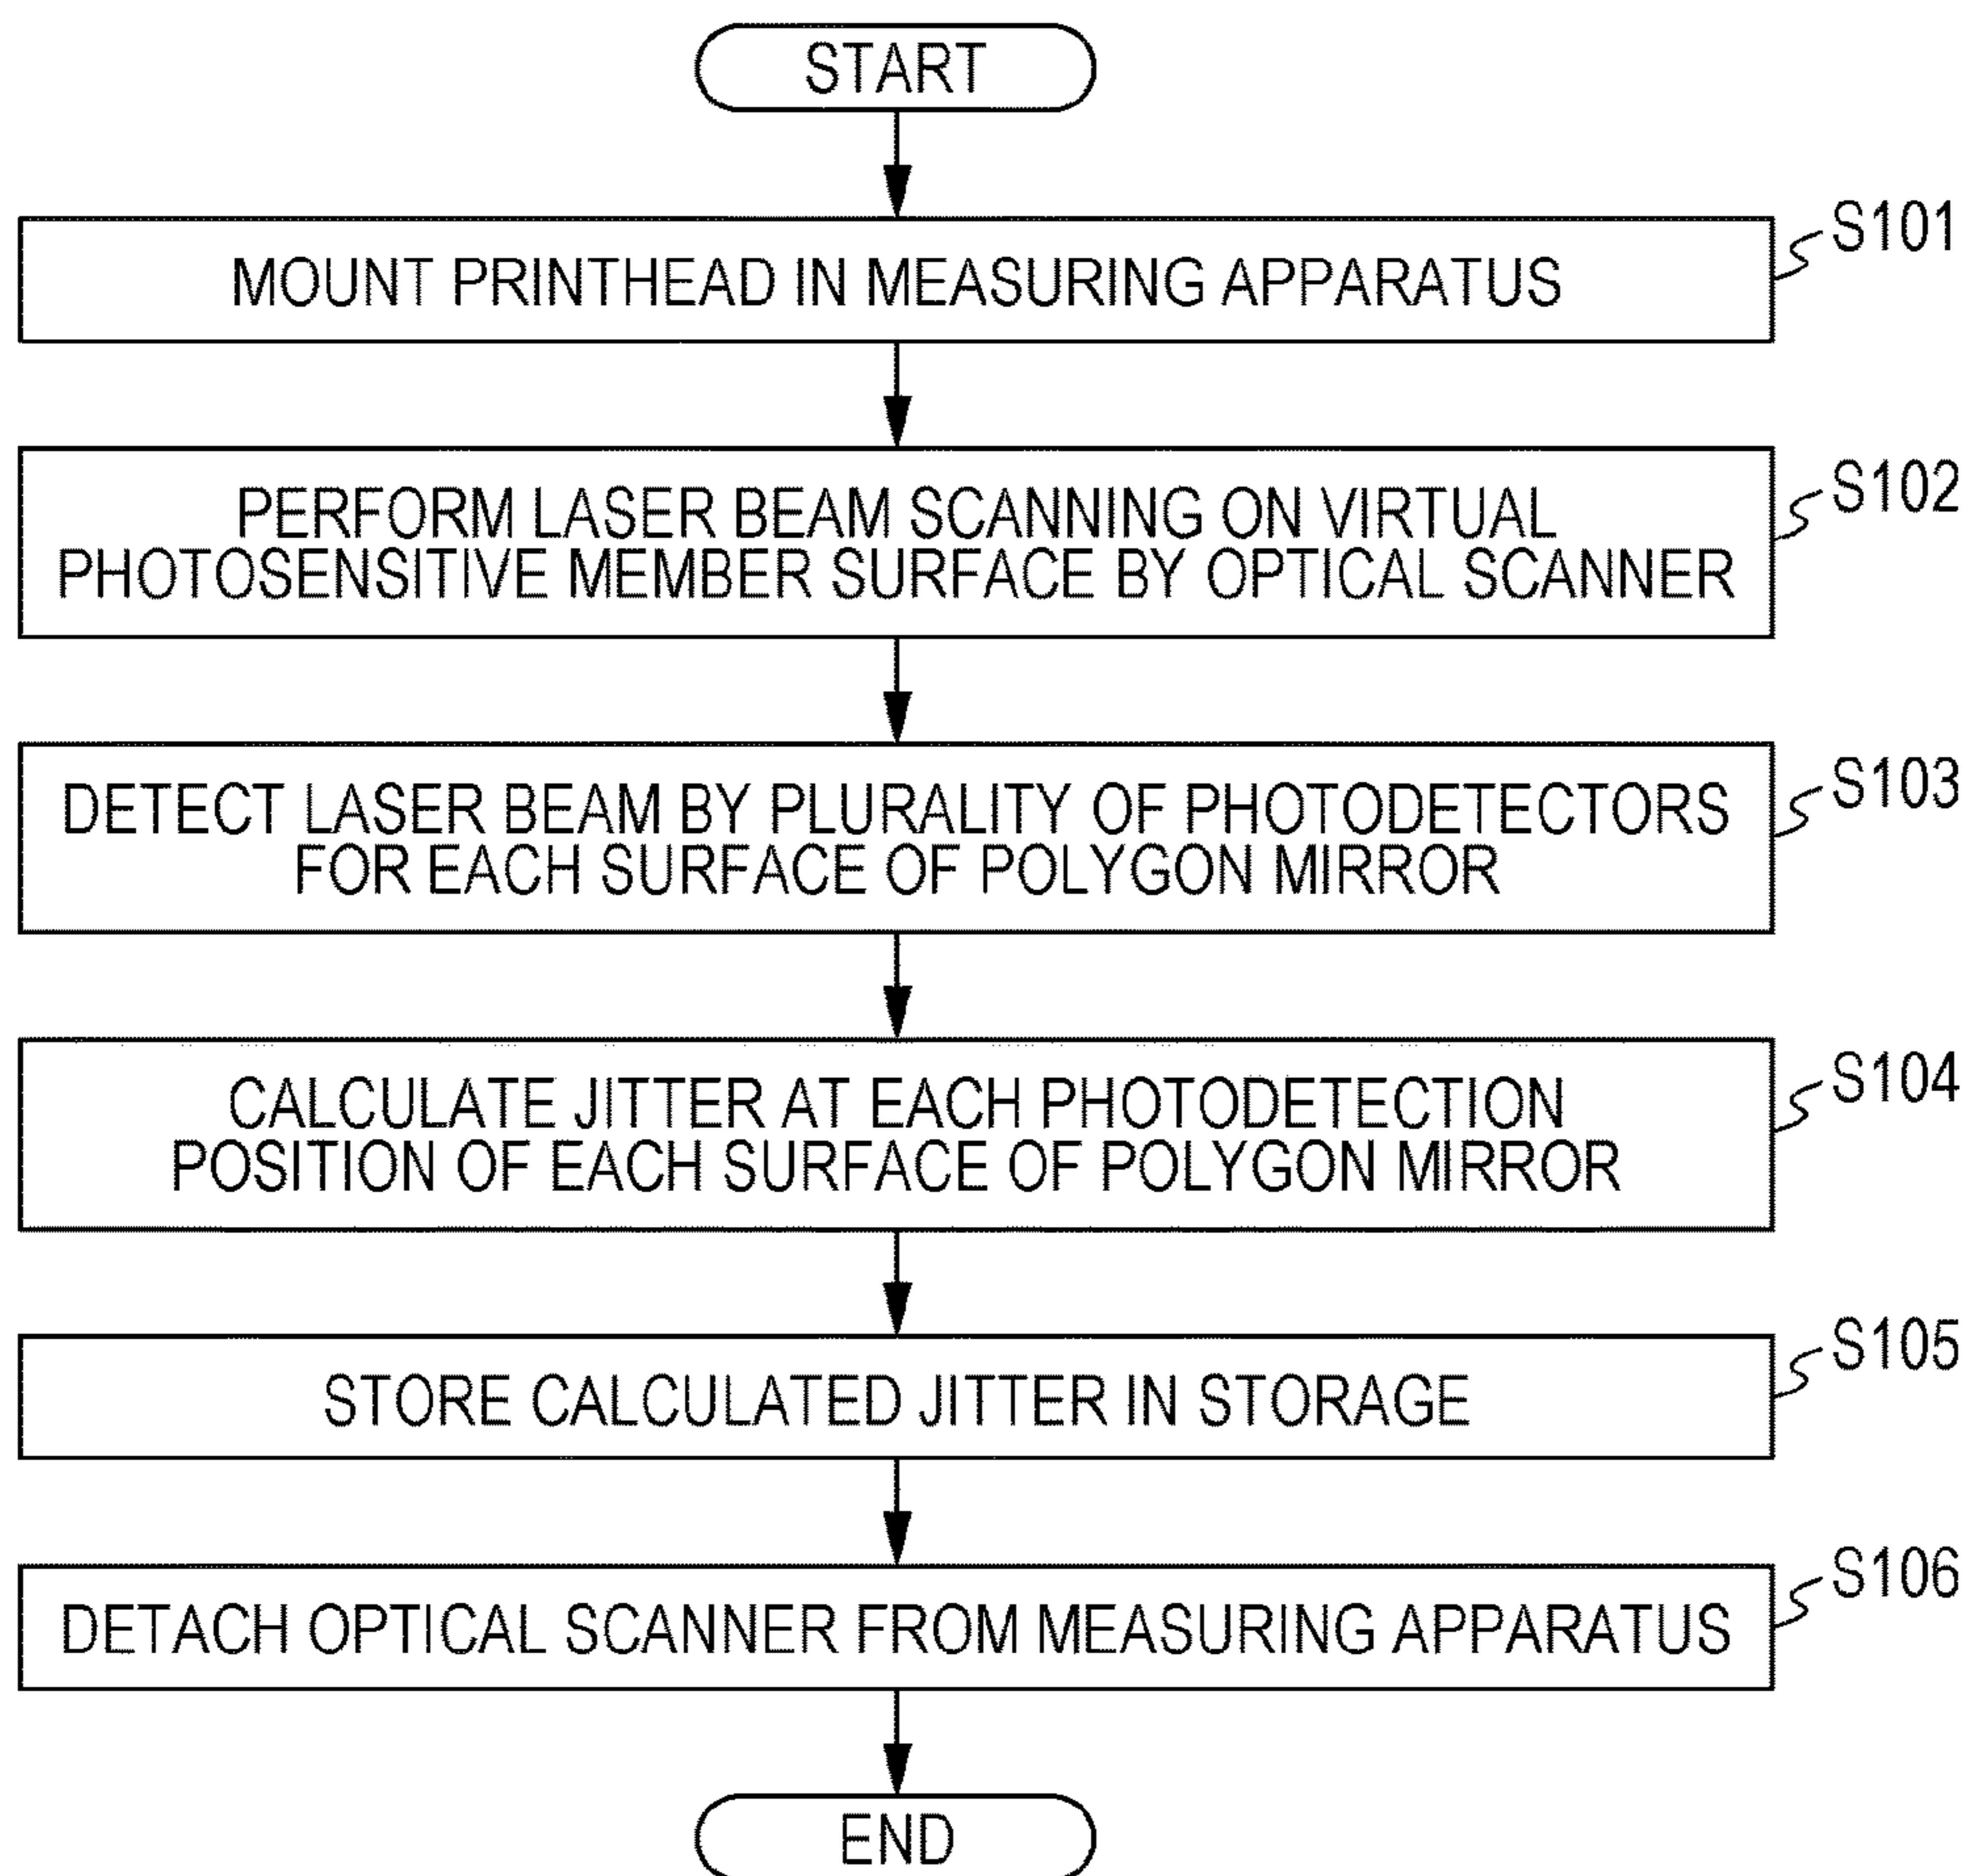 START
MOUNT PRINTHEAD IN MEASURING APPARATUS
S101
PERFORM LASER BEAM SCANNING ON VIRTUAL
PHOTOSENSITIVE MEMBER SURFACE BY OPTICAL SCANNER
S102
DETECT LASER BEAM BY PLURALITY OF PHOTODETECTORS
FOR EACH SURFACE OF POLYGON MIRROR
S103
CALCULATE JITTER AT EACH PHOTODETECTION
POSITION OF EACH SURFACE OF POLYGON MIRROR
S104
STORE CALCULATED JITTER IN STORAGE
S105
DETACH OPTICAL SCANNER FROM MEASURING APPARATUS
S106
END